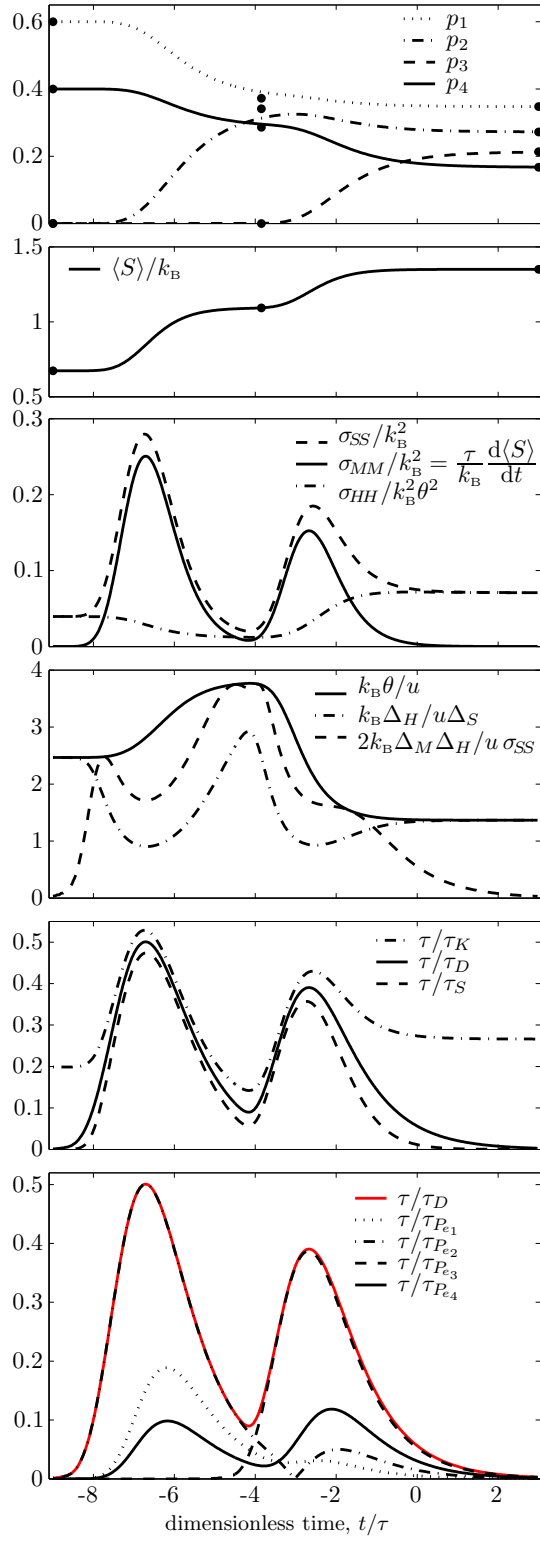 0.6
0.4
0.2
0
p1
p2
p3
p4
1.5
1
0.5
⟨S⟩/kB
0.3
0.2
0.1
0
σSS/kB²
σMM/kB² = τ/kB d⟨S⟩/dt
σHH/kB²θ²
4
3
2
1
0
kBθ/u
kBΔH/uΔS
2kBΔMΔH/u σSS
0.5
0.4
0.3
0.2
0.1
0
τ/τK
τ/τD
τ/τS
0.5
0.4
0.3
0.2
0.1
0
τ/τD
τ/τPe1
τ/τPe2
τ/τPe3
τ/τPe4
-8 -6 -4 -2 0 2
dimensionless time, t/τ